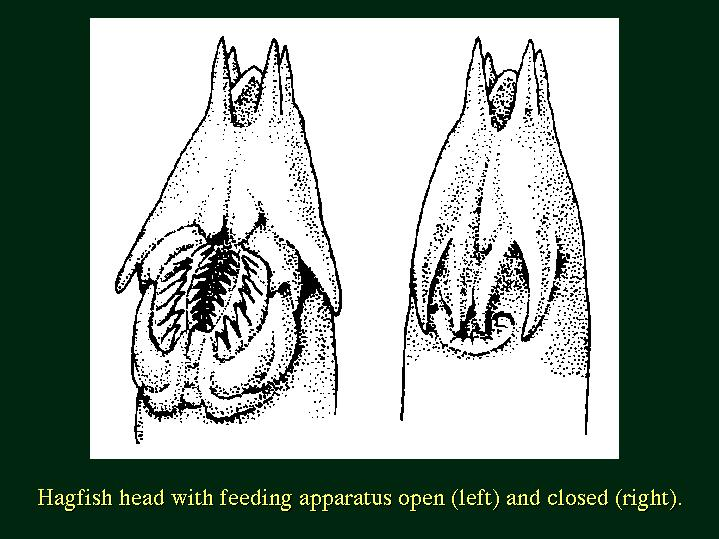 Hagfish head with feeding apparatus open (left) and closed (right).